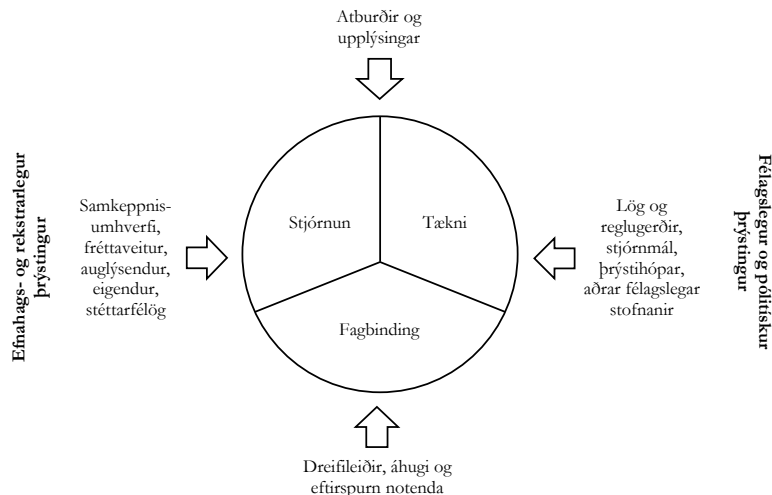 Atburðir og
upplýsingar
Efnahags- og rekstrarlegur
þrýstingur
Samkeppnis-
umhverfi,
fréttaveitur,
auglýsendur,
eigendur,
stéttarfélög
Stjórnun
Tækni
Fagbinding
Lög og
reglugerðir,
stjórnmál,
þrýstihópar,
aðrar félagslegar
stofnanir
Félagslegur og pólitískur
þrýstingur
Dreifileiðir, áhugi og
eftirspurn notenda